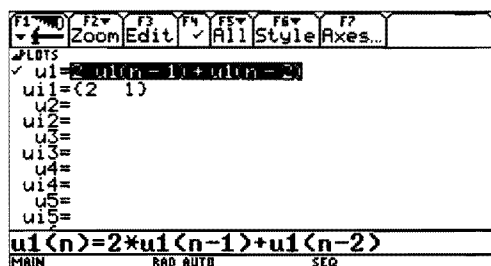 F1 F2 F3 F4 F5 F6 F7
Zoom Edit ✓ All Style Axes...
PLOTS
✓ u1=2·u1(n - 1)+u1(n - 2)
ui1={2 1}
u2=
ui2=
u3=
ui3=
u4=
ui4=
u5=
ui5=
u1(n)=2*u1(n-1)+u1(n-2)
MAIN RAD AUTO SEQ